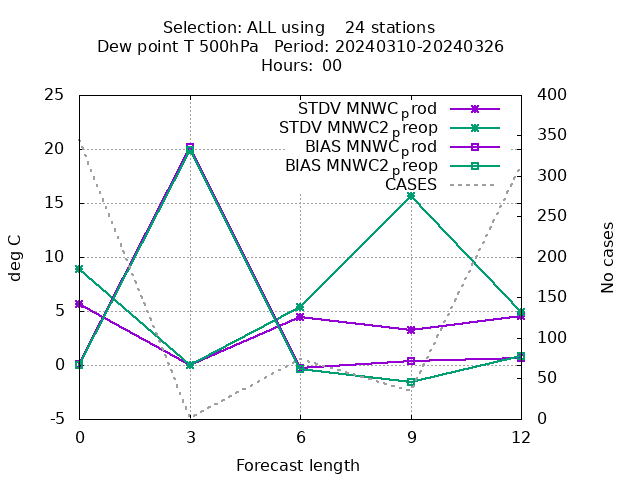 Selection: ALL using    24 stations
Dew point T 500hPa   Period: 20240310-20240326
Hours: 00
25
20
15
10
5
0
-5
400
350
300
250
200
150
100
50
0
STDV MNWC_prod
STDV MNWC2_preop
BIAS MNWC_prod
BIAS MNWC2_preop
CASES
deg C
No cases
0 3 6 9 12
Forecast length